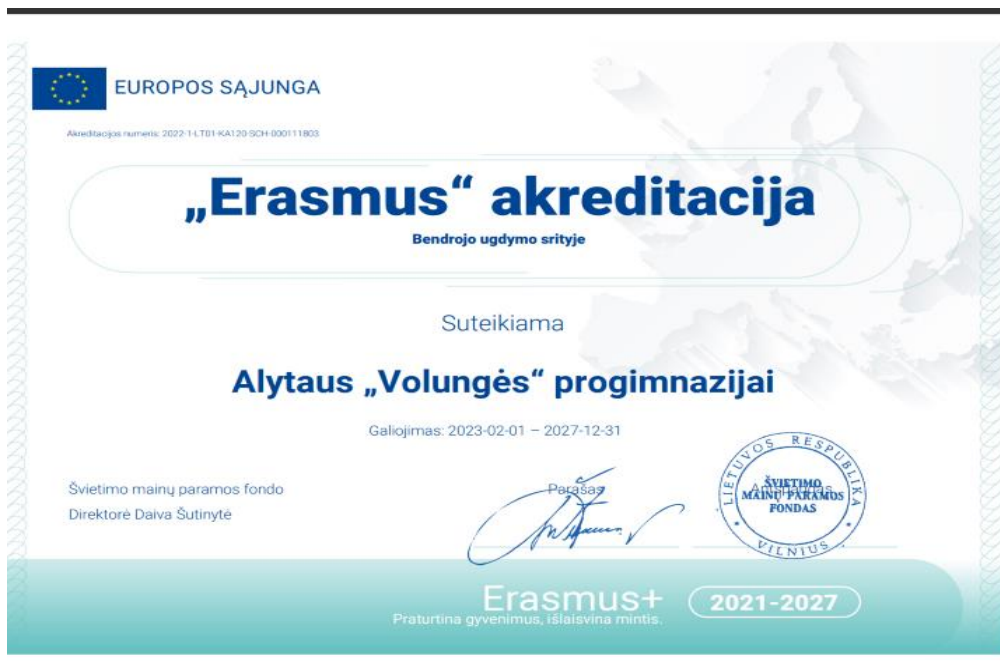 EUROPOS SĄJUNGA
Akreditacijos numeris: 2022-1-LT01-KA120-SCH-000111803
„Erasmus“ akreditacija
Bendrojo ugdymo srityje
Suteikiama
Alytaus „Volungės“ progimnazijai
Galiojimas: 2023-02-01 – 2027-12-31
Švietimo mainų paramos fondo
Direktorė Daiva Šutinytė
Parašas
LIETUVOS RESPUBLIKA
ŠVIETIMO
MAINŲ PARAMOS
FONDAS
* VILNIUS *
Erasmus+
Praturtina gyvenimus, išlaisvina mintis.
2021-2027